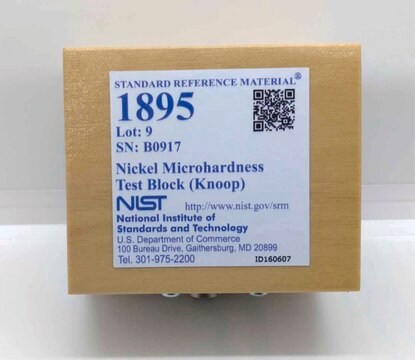 STANDARD REFERENCE MATERIAL®
1895
Lot: 9
SN: B0917
Nickel Microhardness
Test Block (Knoop)
NIST http://www.nist.gov/srm
National Institute of
Standards and Technology
U.S. Department of Commerce
100 Bureau Drive, Gaithersburg, MD 20899
Tel. 301-975-2200 ID160607